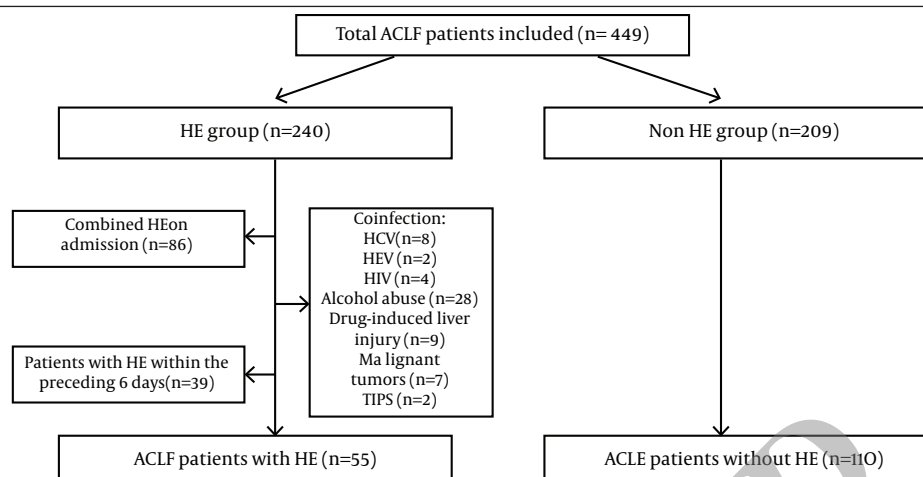 Total ACLF patients included (n= 449)
HE group (n=240)
Non HE group (n=209)
Combined HEon
admission (n=86)
Coinfection:
HCV(n=8)
HEV (n=2)
HIV (n=4)
Alcohol abuse (n=28)
Drug-induced liver
injury (n=9)
Ma lignant
tumors (n=7)
TIPS (n=2)
Patients with HE within the
preceding 6 days(n=39)
ACLF patients with HE (n=55)
ACLE patients without HE (n=110)